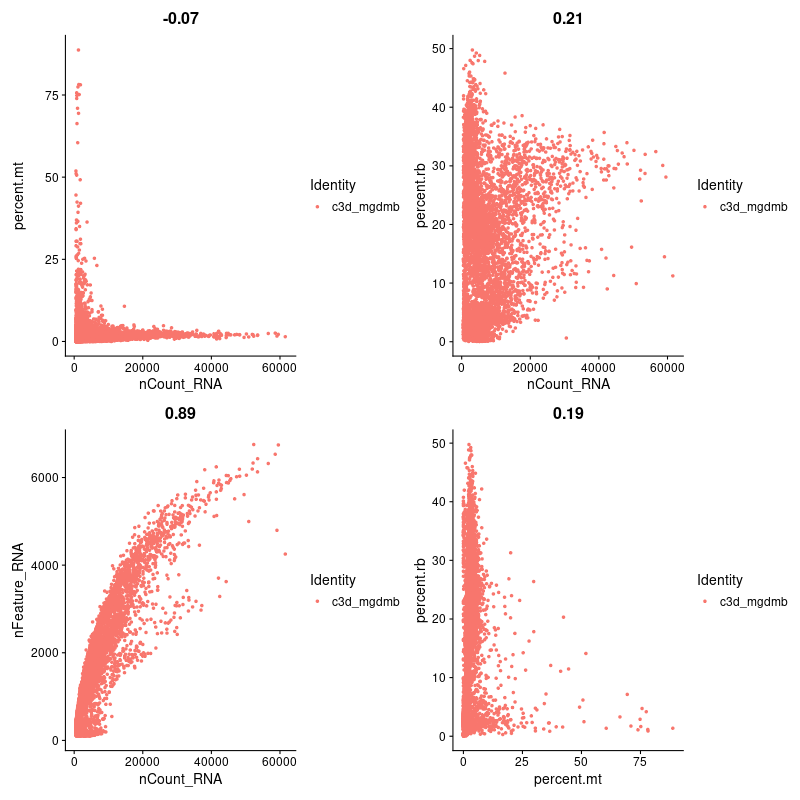 -0.07
percent.mt
75
50
25
0
0 20000 40000 60000
nCount_RNA
Identity
c3d_mgdmb
0.21
percent.rb
50
40
30
20
10
0
0 20000 40000 60000
nCount_RNA
Identity
c3d_mgdmb
0.89
nFeature_RNA
6000
4000
2000
0
0 20000 40000 60000
nCount_RNA
Identity
c3d_mgdmb
0.19
percent.rb
50
40
30
20
10
0
0 25 50 75
percent.mt
Identity
c3d_mgdmb